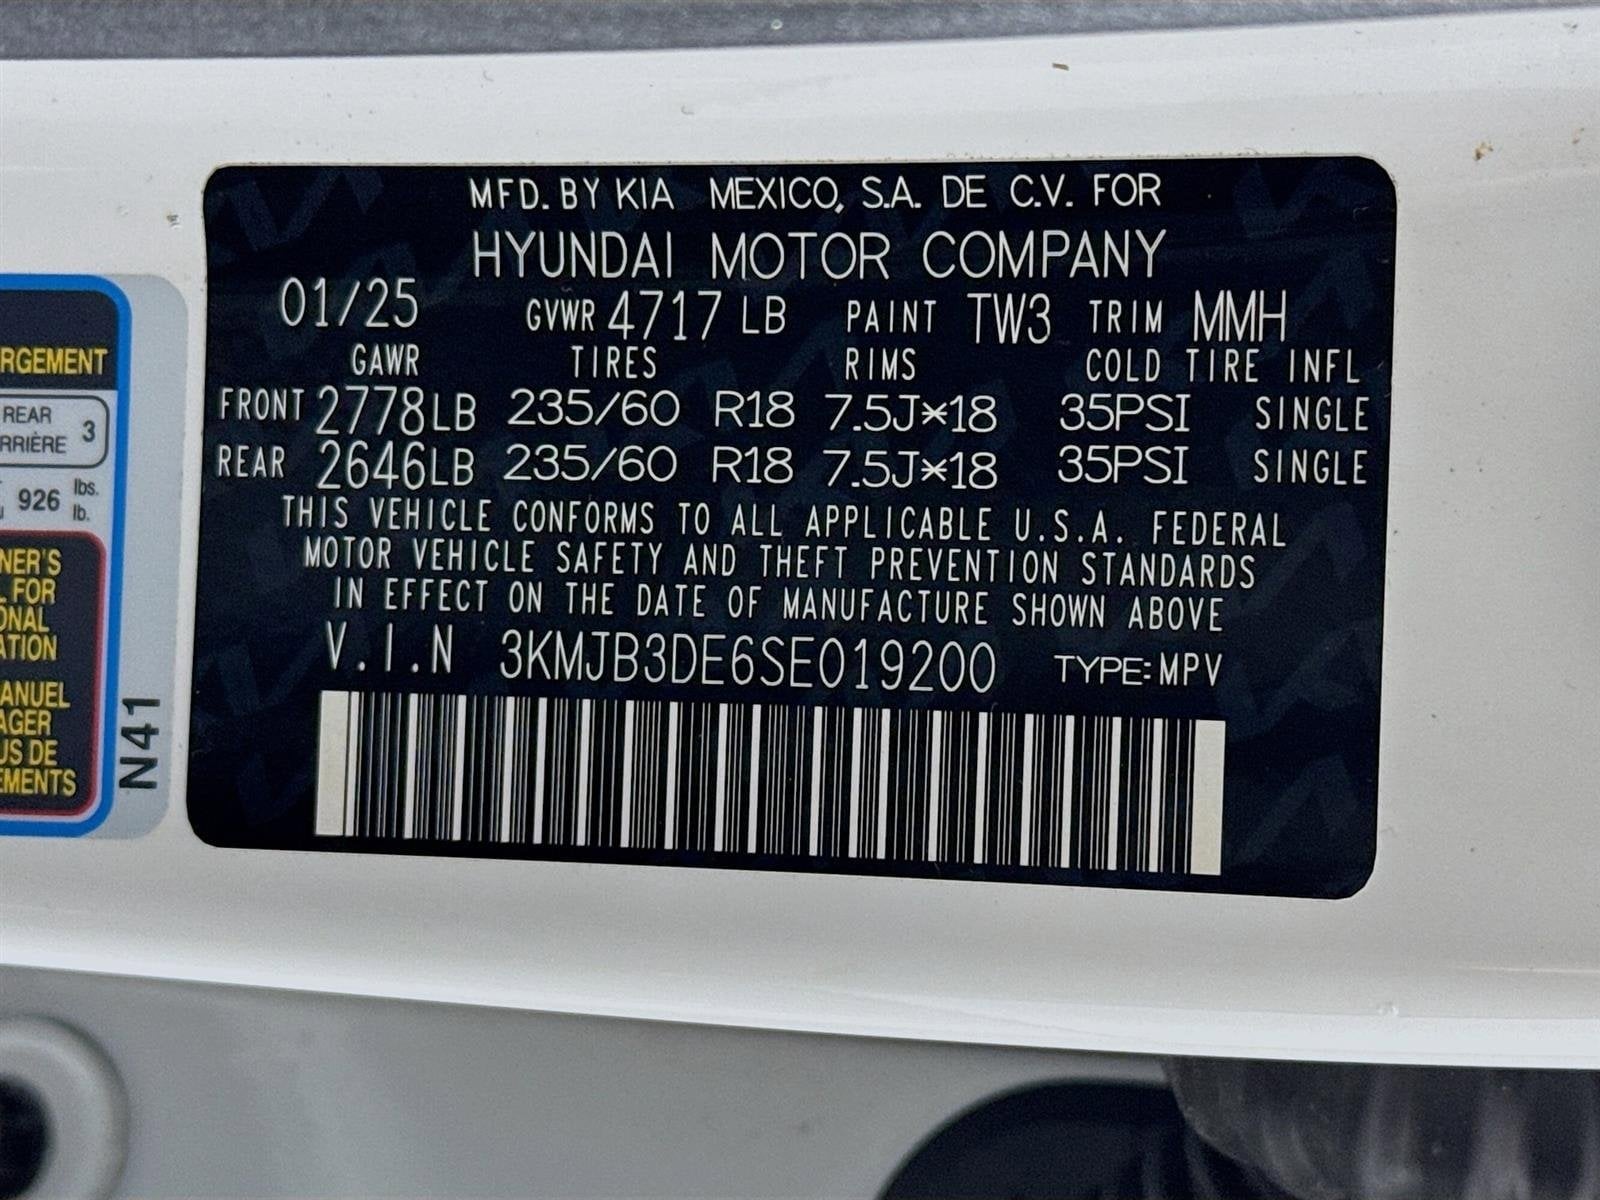 MFD. BY KIA MEXICO, S.A. DE C.V. FOR
HYUNDAI MOTOR COMPANY
01/25 GVWR 4717 LB PAINT TW3 TRIM MMH
GAWR TIRES RIMS COLD TIRE INFL
FRONT 2778LB 235/60 R18 7.5J*18 35PSI SINGLE
REAR 2646LB 235/60 R18 7.5J*18 35PSI SINGLE
THIS VEHICLE CONFORMS TO ALL APPLICABLE U.S.A. FEDERAL
MOTOR VEHICLE SAFETY AND THEFT PREVENTION STANDARDS
IN EFFECT ON THE DATE OF MANUFACTURE SHOWN ABOVE
V.I.N 3KMJB3DE6SE019200 TYPE:MPV
RGEMENT
REAR
RRIÈRE 3
926 lbs.
lb.
NER'S
L FOR
ONAL
ATION
ANUEL
AGER
US DE
EMENTS
N41